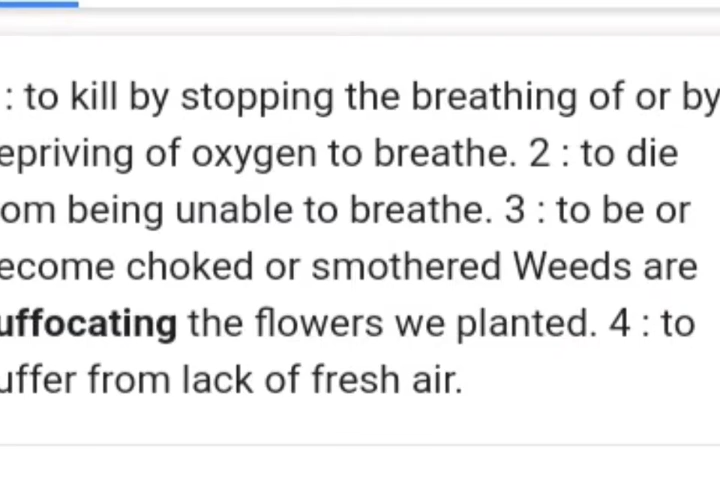 : to kill by stopping the breathing of or by
epriving of oxygen to breathe. 2 : to die
om being unable to breathe. 3 : to be or
ecome choked or smothered Weeds are
uffocating the flowers we planted. 4 : to
uffer from lack of fresh air.